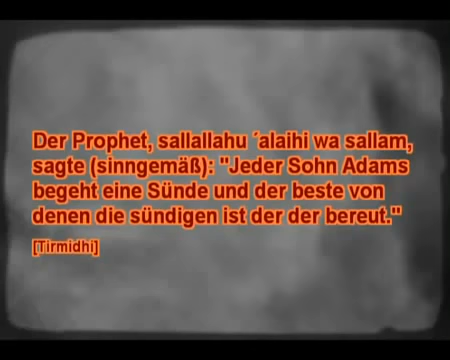 Der Prophet, sallallahu ´alaihi wa sallam,
sagte (sinngemäß): "Jeder Sohn Adams
begeht eine Sünde und der beste von
denen die sündigen ist der der bereut."
[Tirmidhi]